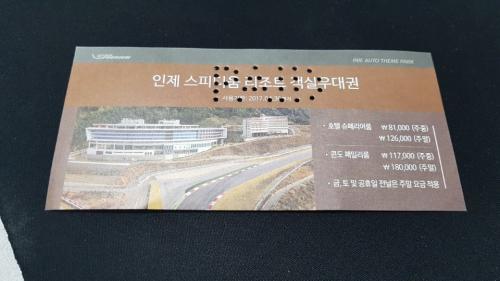 INJE AUTO THEME PARK
인제 스피디움 리조트 객실우대권
• 호텔 슈페리어룸 ₩81,000 (주중)
₩126,000 (주말)
• 콘도 패밀리룸 ₩117,000 (주중)
₩180,000 (주말)
• 금, 토 및 공휴일 전날은 주말 요금 적용